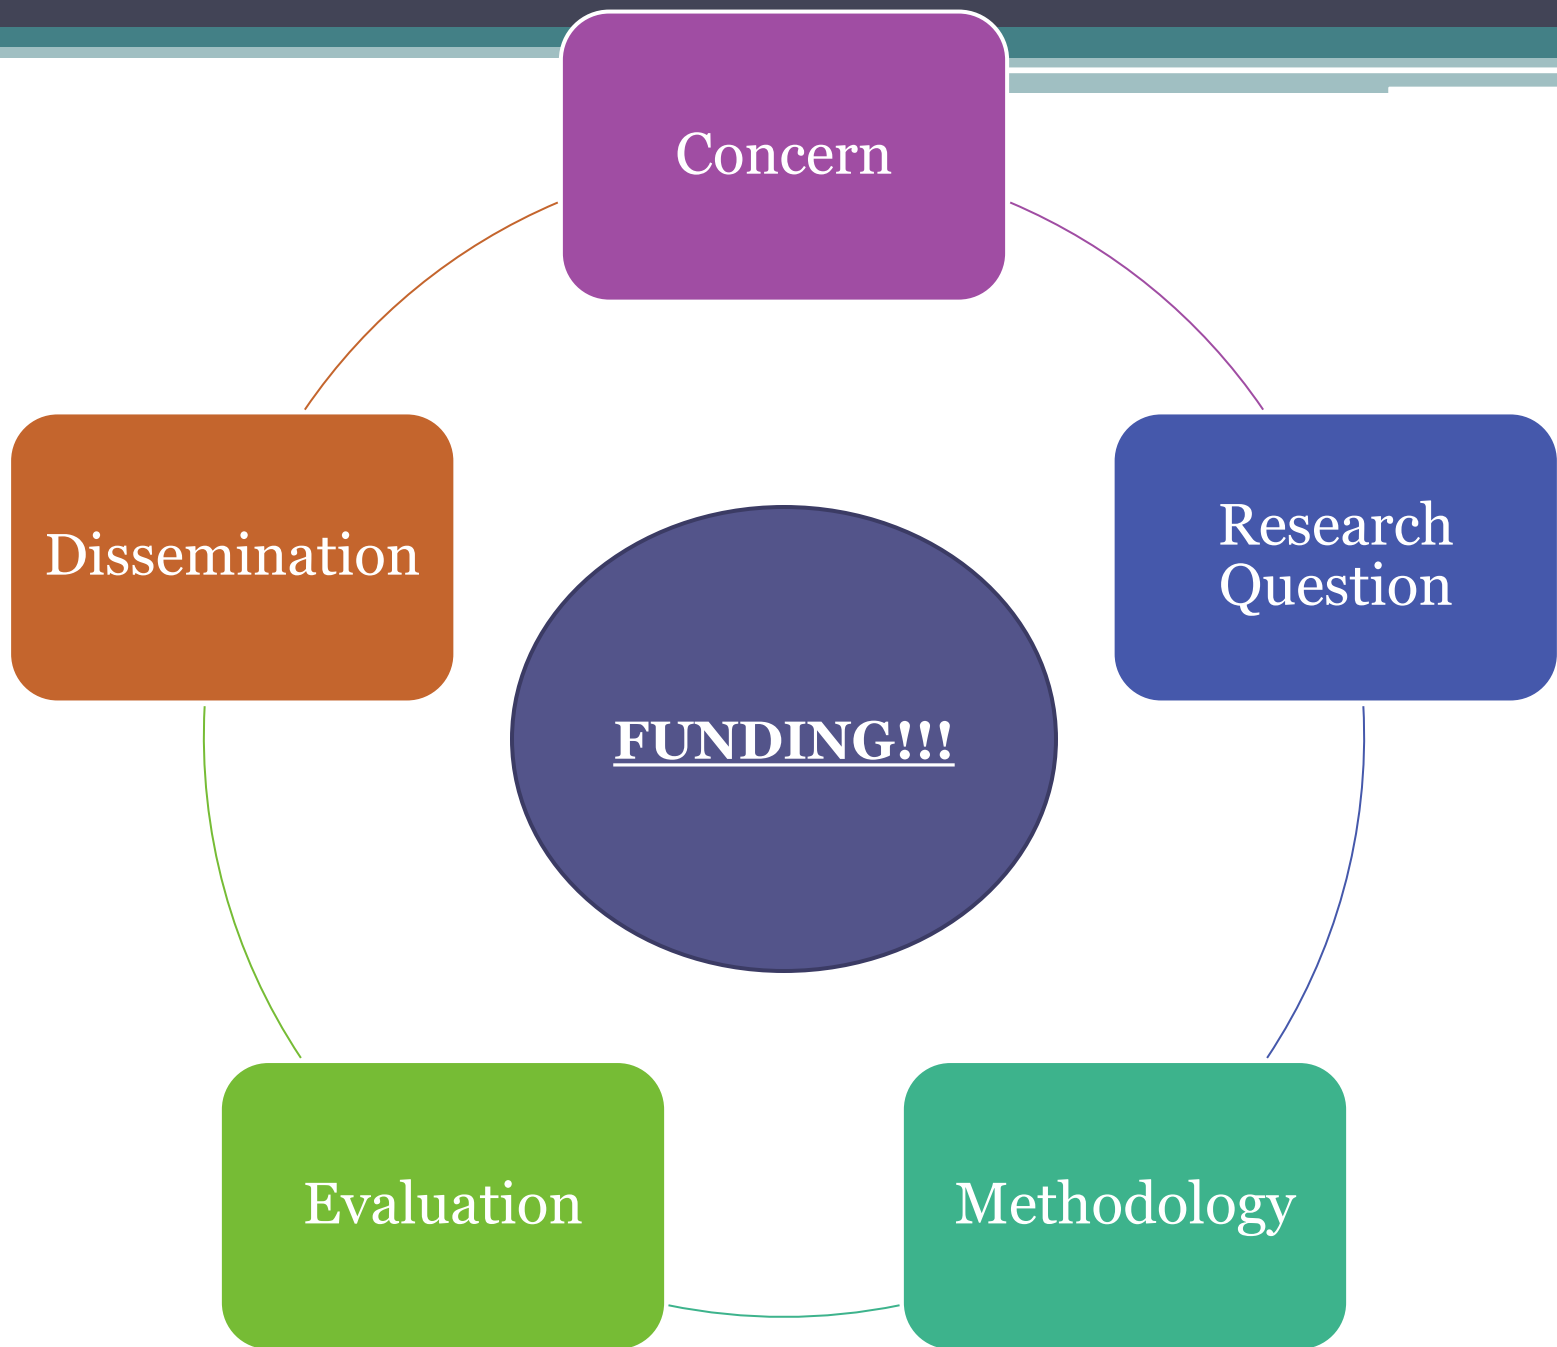 Concern
Research
Question
Methodology
Evaluation
Dissemination
FUNDING!!!